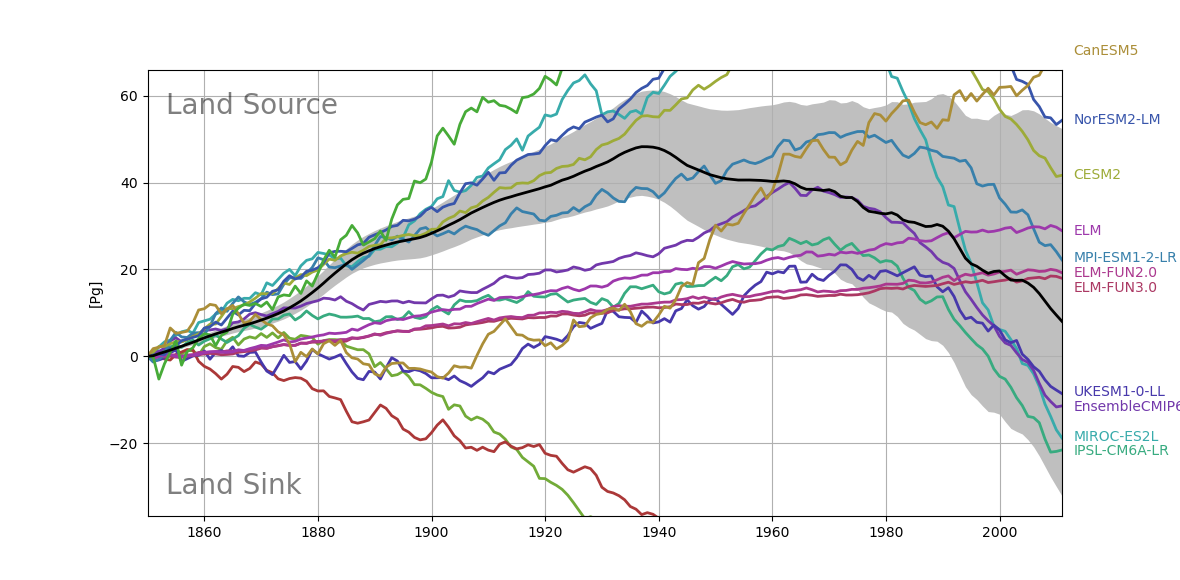 CanESM5
60
Land Source
NorESM2-LM
40
CESM2
ELM
MPI-ESM1-2-LR
20
ELM-FUN2.0
ELM-FUN3.0
[Pg]
0
UKESM1-0-LL
EnsembleCMIP6
−20
MIROC-ES2L
IPSL-CM6A-LR
Land Sink
1860 1880 1900 1920 1940 1960 1980 2000